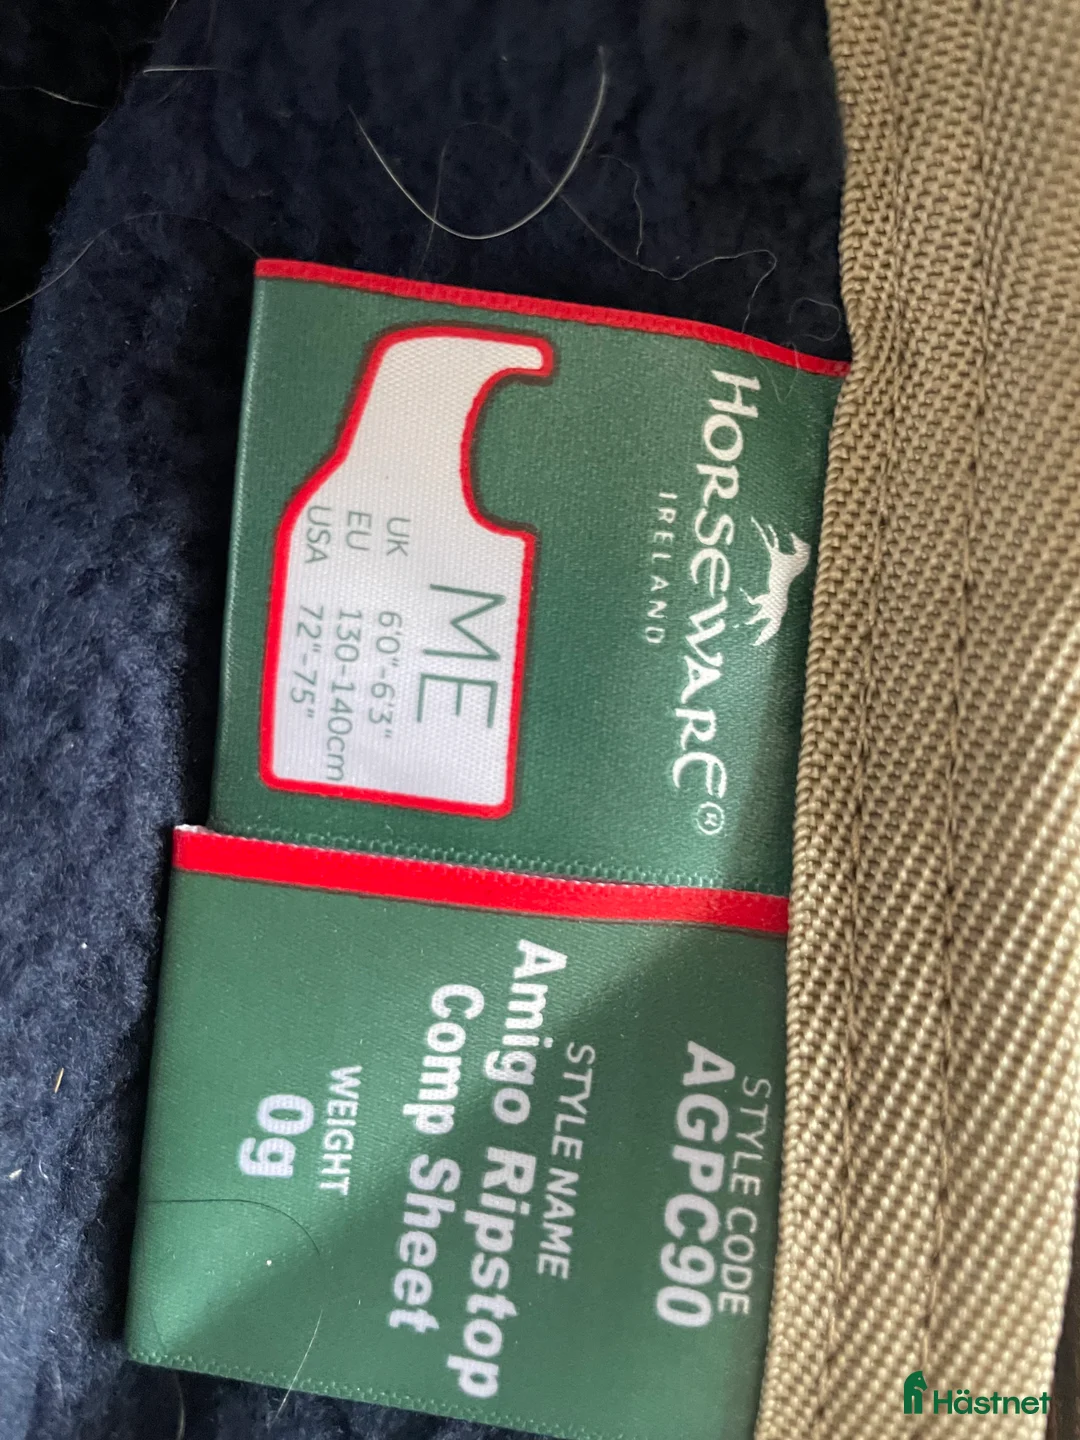 HORSEWARE®
IRELAND
ME
UK 6'0"-6'3"
EU 130-140cm
USA 72"-75"
STYLE CODE
AGPC90
STYLE NAME
Amigo Ripstop
Comp Sheet
WEIGHT
0g
Hästnet